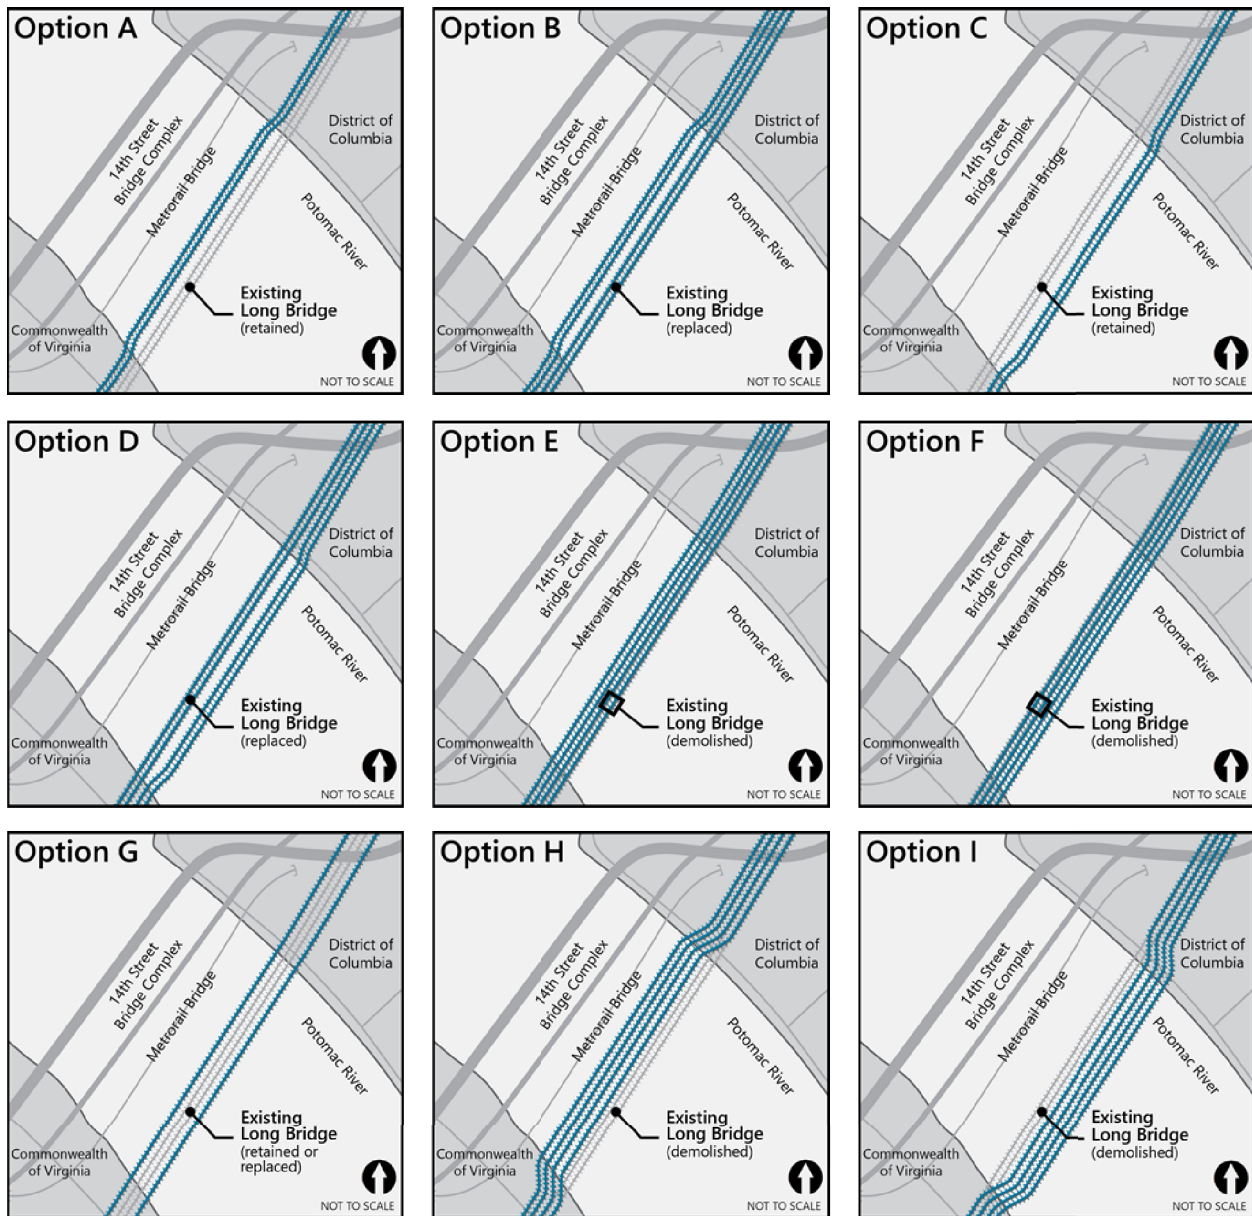 Option A
14th Street
Bridge Complex
Metrorail Bridge
District of
Columbia
Potomac River
Existing
Long Bridge
(retained)
Commonwealth
of Virginia
NOT TO SCALE
Option B
14th Street
Bridge Complex
Metrorail Bridge
District of
Columbia
Potomac River
Existing
Long Bridge
(replaced)
Commonwealth
of Virginia
NOT TO SCALE
Option C
14th Street
Bridge Complex
Metrorail Bridge
District of
Columbia
Potomac River
Existing
Long Bridge
(retained)
Commonwealth
of Virginia
NOT TO SCALE
Option D
14th Street
Bridge Complex
Metrorail Bridge
District of
Columbia
Potomac River
Existing
Long Bridge
(replaced)
Commonwealth
of Virginia
NOT TO SCALE
Option E
14th Street
Bridge Complex
Metrorail Bridge
District of
Columbia
Potomac River
Existing
Long Bridge
(demolished)
Commonwealth
of Virginia
NOT TO SCALE
Option F
14th Street
Bridge Complex
Metrorail Bridge
District of
Columbia
Potomac River
Existing
Long Bridge
(demolished)
Commonwealth
of Virginia
NOT TO SCALE
Option G
14th Street
Bridge Complex
Metrorail Bridge
District of
Columbia
Potomac River
Existing
Long Bridge
(retained or
replaced)
Commonwealth
of Virginia
NOT TO SCALE
Option H
14th Street
Bridge Complex
Metrorail Bridge
District of
Columbia
Potomac River
Existing
Long Bridge
(demolished)
Commonwealth
of Virginia
NOT TO SCALE
Option I
14th Street
Bridge Complex
Metrorail Bridge
District of
Columbia
Potomac River
Existing
Long Bridge
(demolished)
Commonwealth
of Virginia
NOT TO SCALE